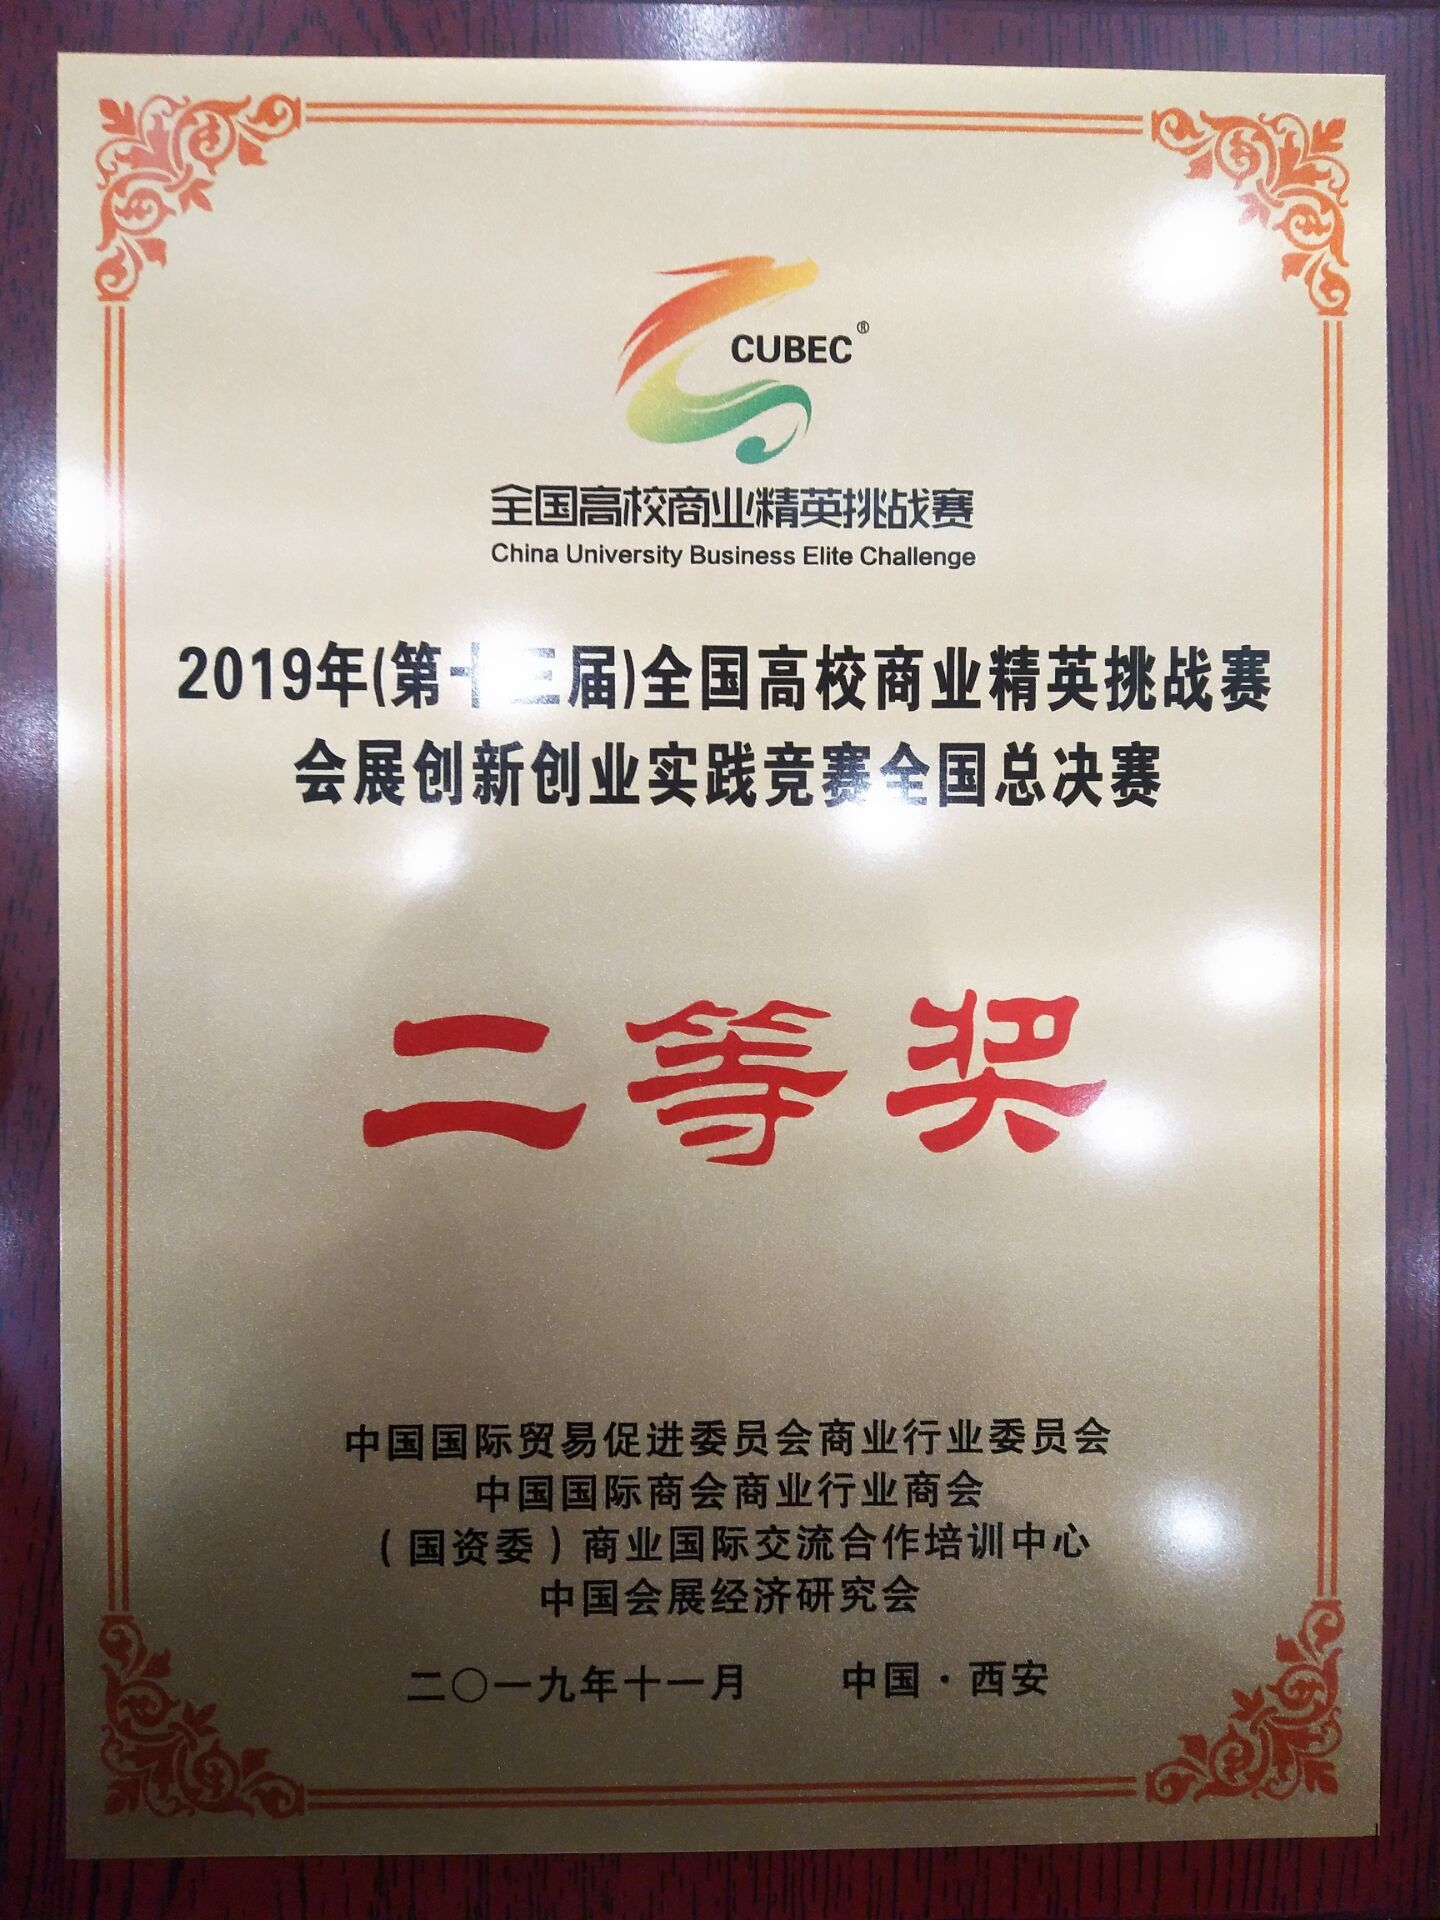 CUBEC®
全国高校商业精英挑战赛
China University Business Elite Challenge
2019年(第十三届)全国高校商业精英挑战赛
会展创新创业实践竞赛全国总决赛
二等奖
中国国际贸易促进委员会商业行业委员会
中国国际商会商业行业商会
(国资委)商业国际交流合作培训中心
中国会展经济研究会
二〇一九年十一月 中国·西安